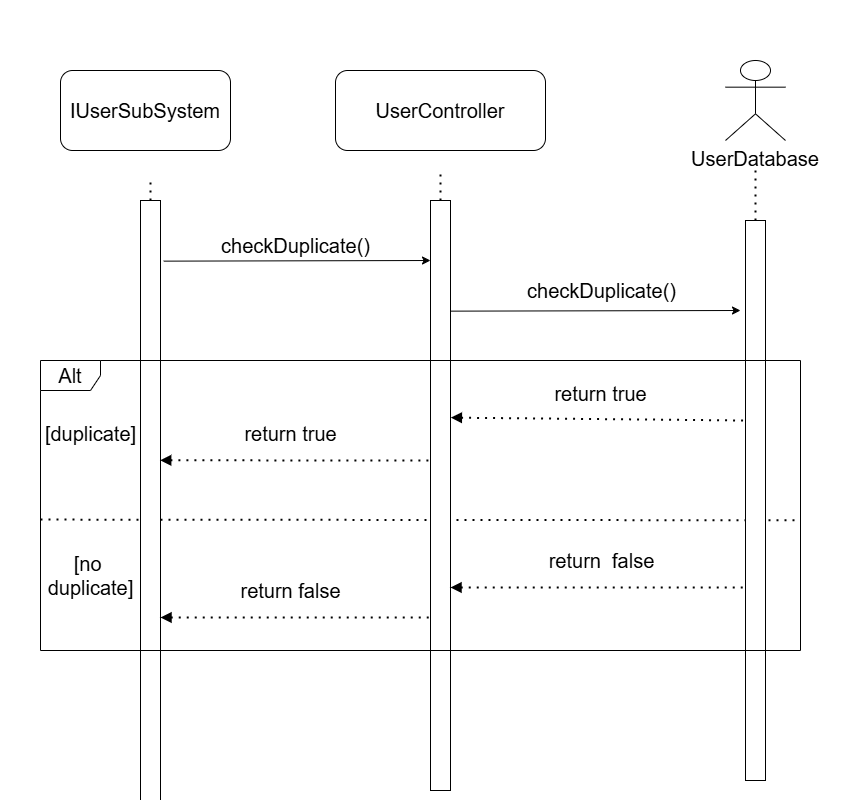 IUserSubSystem
UserController
UserDatabase
checkDuplicate()
checkDuplicate()
Alt
return true
[duplicate]
return true
return false
[no
duplicate]
return false